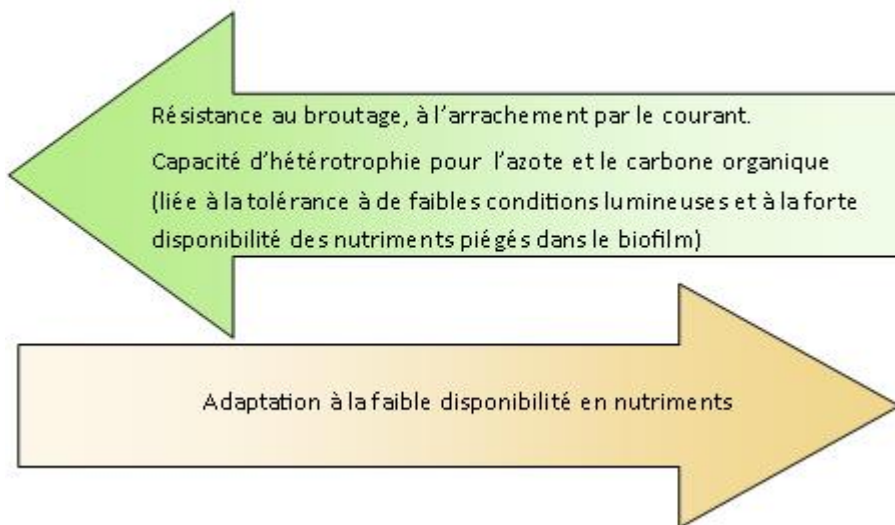 Résistance au broutage, à l’arrachement par le courant.
Capacité d’hétérotrophie pour l’azote et le carbone organique
(liée à la tolérance à de faibles conditions lumineuses et à la forte
disponibilité des nutriments piégés dans le biofilm)
Adaptation à la faible disponibilité en nutriments